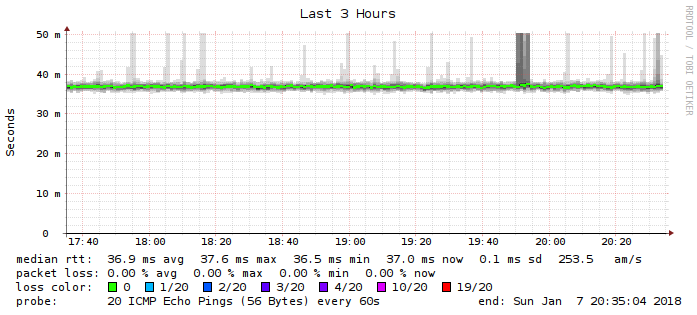 Last 3 Hours
RRDTOOL / TOBI OETIKER
Seconds
50 m
40 m
30 m
20 m
10 m
0
17:40 18:00 18:20 18:40 19:00 19:20 19:40 20:00 20:20
median rtt: 36.9 ms avg 37.6 ms max 36.5 ms min 37.0 ms now 0.1 ms sd 253.5 am/s
packet loss: 0.00 % avg 0.00 % max 0.00 % min 0.00 % now
loss color: 0 1/20 2/20 3/20 4/20 10/20 19/20
probe: 20 ICMP Echo Pings (56 Bytes) every 60s end: Sun Jan 7 20:35:04 2018